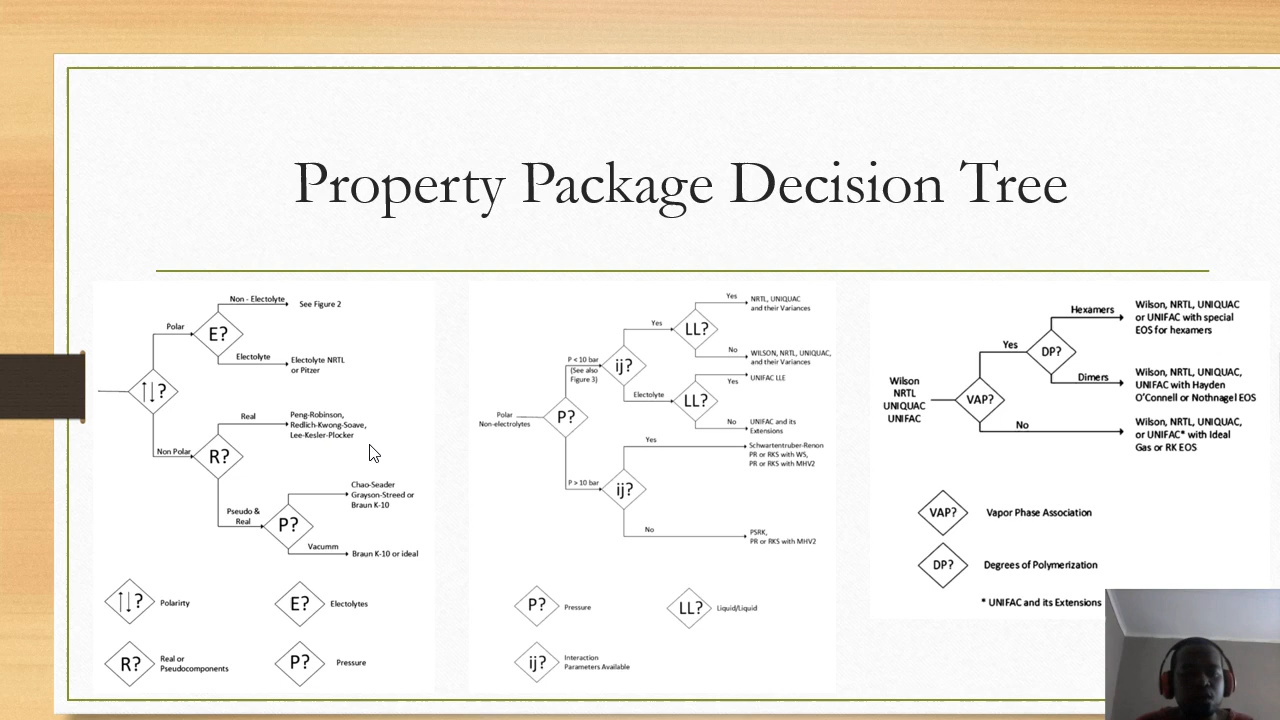 Property Package Decision Tree
Non - Electolyte
See Figure 2
Polar
E?
Electolyte
Electolyte NRTL
or Pitzer
↑↓?
Real
Peng-Robinson,
Redlich-Kwong-Soave,
Lee-Kesler-Plocker
Non Polar
R?
Chao-Seader
Grayson-Streed or
Braun K-10
Pseudo &
Real
P?
Vacumm
Braun K-10 or ideal
↑↓?
Polarirty
E?
Electolytes
R?
Real or
Pseudocomponents
P?
Pressure
Yes
NRTL, UNIQUAC
and their Variances
Yes
LL?
No
WILSON, NRTL, UNIQUAC,
and their Variances
P < 10 bar
(See also
Figure 3)
ij?
Yes
UNIFAC LLE
Electolyte
LL?
No
UNIFAC and its
Extensions
Polar
Non-electolytes
P?
Yes
Schwartentruber-Renon
PR or RKS with WS,
PR or RKS with MHV2
P > 10 bar
ij?
No
PSRK,
PR or RKS with MHV2
P?
Pressure
LL?
Liquid/Liquid
ij?
Interaction
Parameters Available
Hexamers
Wilson, NRTL, UNIQUAC
or UNIFAC with special
EOS for hexamers
Yes
DP?
Dimers
Wilson, NRTL, UNIQUAC,
UNIFAC with Hayden
O'Connell or Nothnagel EOS
Wilson
NRTL
UNIQUAC
UNIFAC
VAP?
No
Wilson, NRTL, UNIQUAC,
or UNIFAC* with Ideal
Gas or RK EOS
VAP?
Vapor Phase Association
DP?
Degrees of Polymerization
* UNIFAC and its Extensions